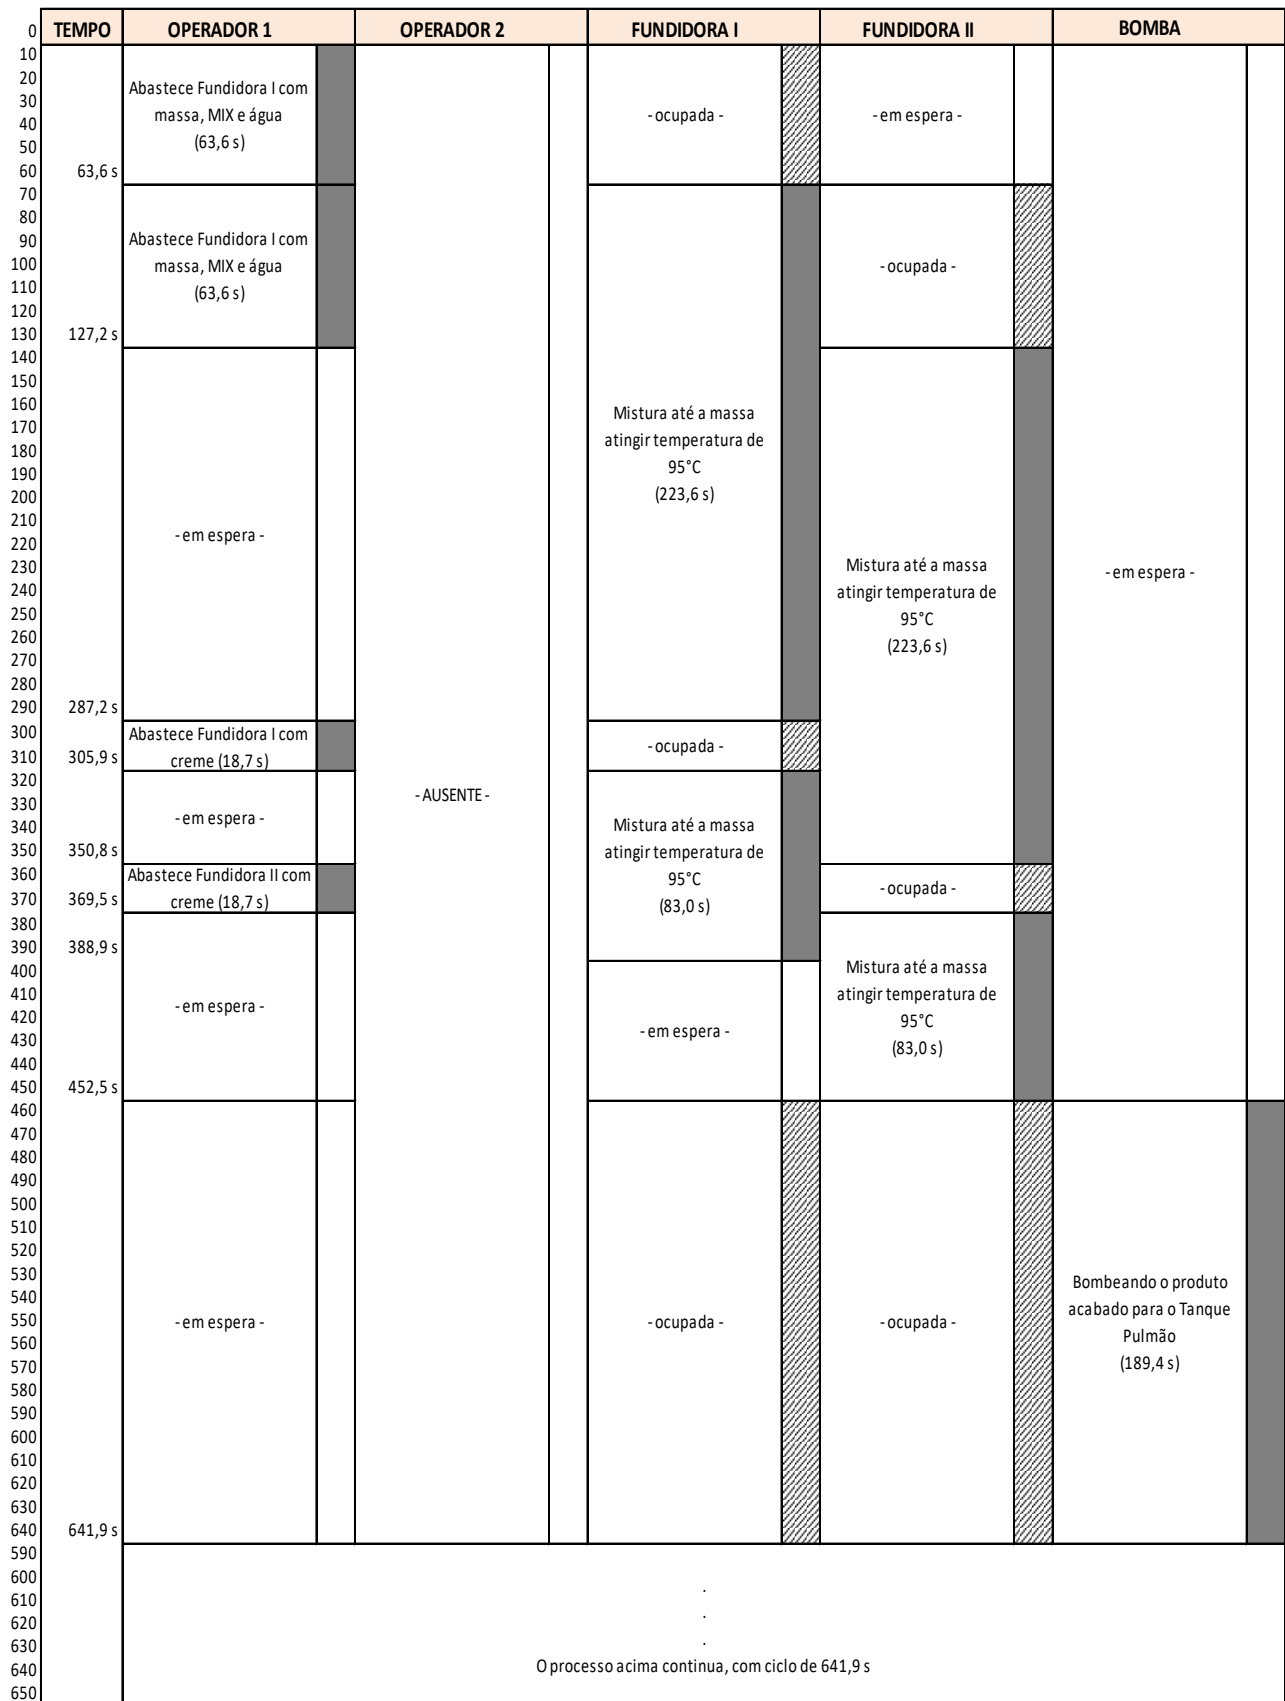 0 TEMPO OPERADOR 1 OPERADOR 2 FUNDIDORA I FUNDIDORA II BOMBA
10
20
30
40
50
60
70
80
90
100
110
120
130
140
150
160
170
180
190
200
210
220
230
240
250
260
270
280
290
300
310
320
330
340
350
360
370
380
390
400
410
420
430
440
450
460
470
480
490
500
510
520
530
540
550
560
570
580
590
600
610
620
630
640
590
600
610
620
630
640
650
63,6 s
127,2 s
287,2 s
305,9 s
350,8 s
369,5 s
388,9 s
452,5 s
641,9 s
Abastece Fundidora I com
massa, MIX e água
(63,6 s)
Abastece Fundidora I com
massa, MIX e água
(63,6 s)
- em espera -
Abastece Fundidora I com
creme (18,7 s)
- em espera -
Abastece Fundidora II com
creme (18,7 s)
- em espera -
- em espera -
- AUSENTE -
- ocupada -
Mistura até a massa
atingir temperatura de
95°C
(223,6 s)
- ocupada -
Mistura até a massa
atingir temperatura de
95°C
(83,0 s)
- em espera -
- ocupada -
- em espera -
- ocupada -
Mistura até a massa
atingir temperatura de
95°C
(223,6 s)
- ocupada -
Mistura até a massa
atingir temperatura de
95°C
(83,0 s)
- ocupada -
- em espera -
Bombeando o produto
acabado para o Tanque
Pulmão
(189,4 s)
.
.
.
O processo acima continua, com ciclo de 641,9 s